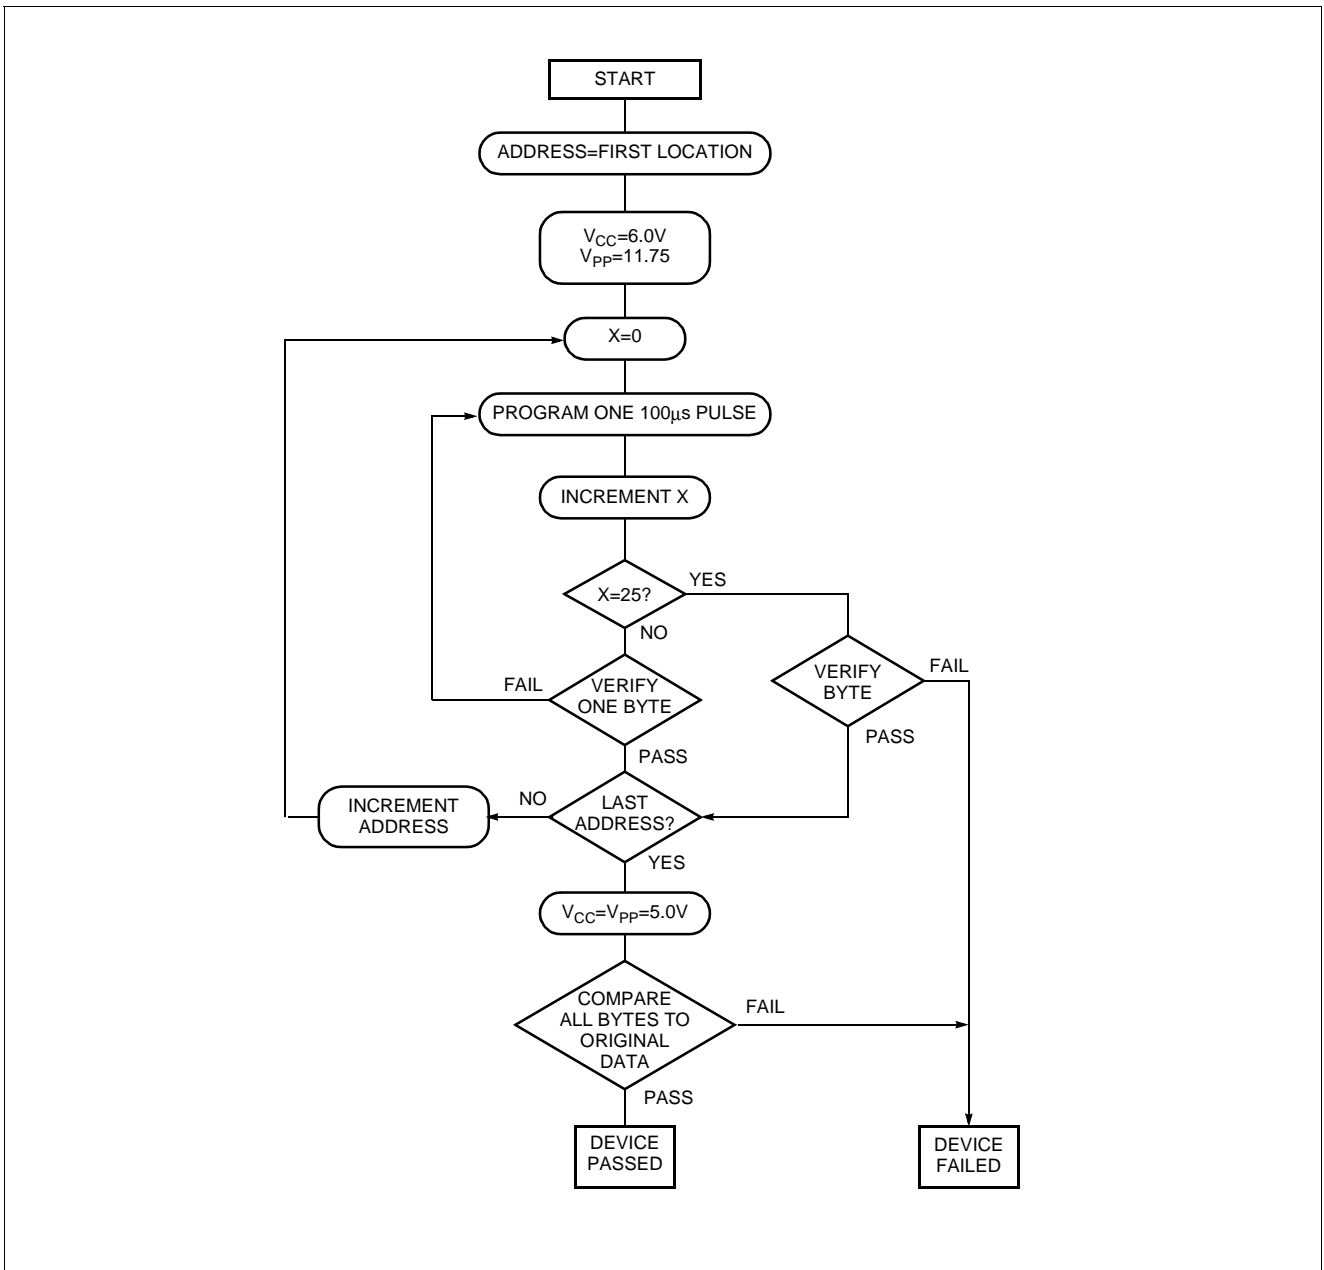 START
ADDRESS=FIRST LOCATION
VCC=6.0V
VPP=11.75
X=0
PROGRAM ONE 100μs PULSE
INCREMENT X
X=25?
YES
NO
VERIFY
ONE BYTE
FAIL
PASS
VERIFY
BYTE
FAIL
PASS
LAST
ADDRESS?
NO
INCREMENT
ADDRESS
YES
VCC=VPP=5.0V
COMPARE
ALL BYTES TO
ORIGINAL
DATA
FAIL
PASS
DEVICE
PASSED
DEVICE
FAILED